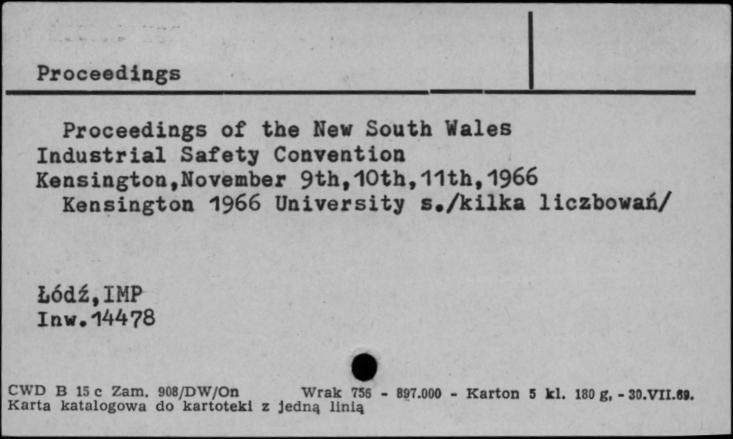 Proceedings
Proceedings of the New South Wales
Industrial Safety Convention
Kensington,November 9th,10th,11th,1966
Kensington 1966 University s./kilka liczbowań/
Łódź,IMP
Inw.14478
CWD B 15 c Zam. 908/DW/On Wrak 756 - 897.000 - Karton 5 kl. 180 g, - 30.VII.69.
Karta katalogowa do kartoteki z jedną linią